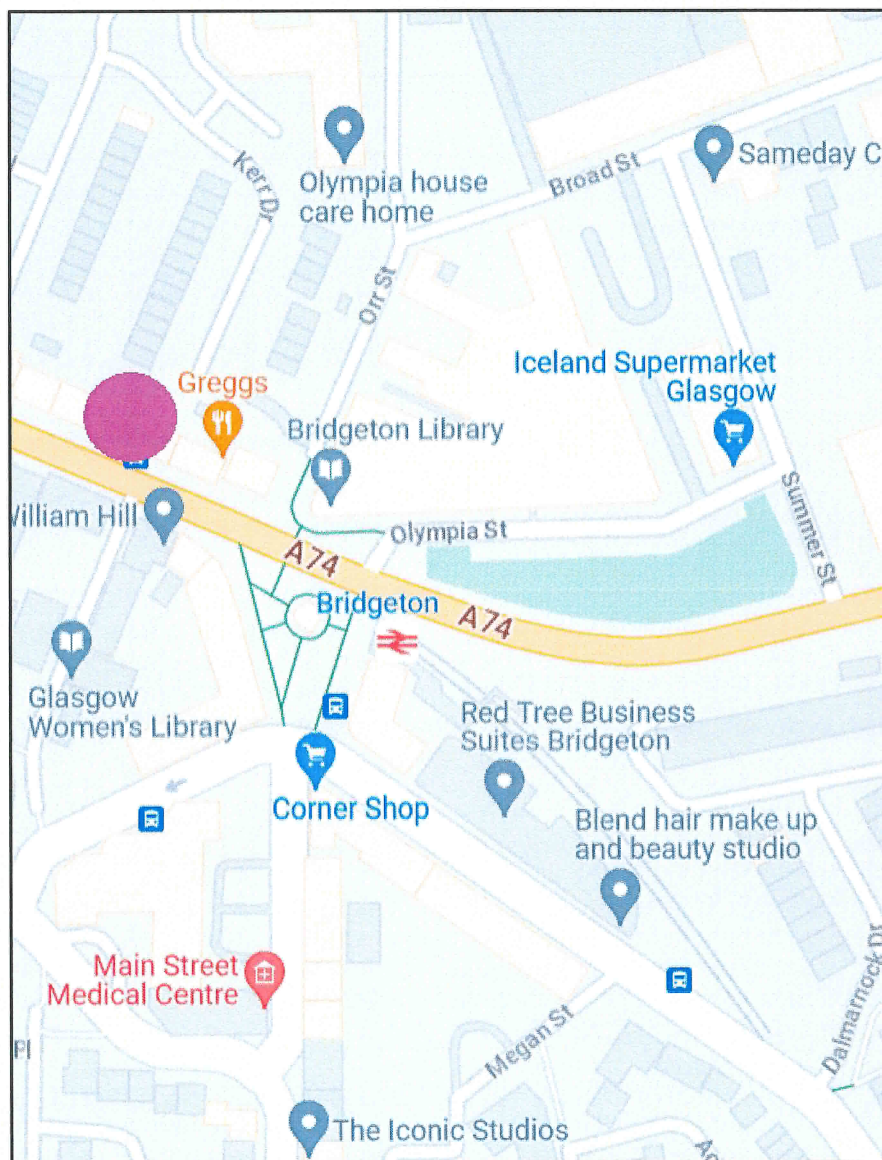 Kerr Dr
Olympia house
care home
Broad St
Sameday C
Orr St
Iceland Supermarket
Glasgow
Greggs
Bridgeton Library
William Hill
A74
Olympia St
Summer St
Bridgeton
A74
Glasgow
Women's Library
Red Tree Business
Suites Bridgeton
Corner Shop
Blend hair make up
and beauty studio
Main Street
Medical Centre
Pl
Megan St
Dalmarnock Dr
The Iconic Studios